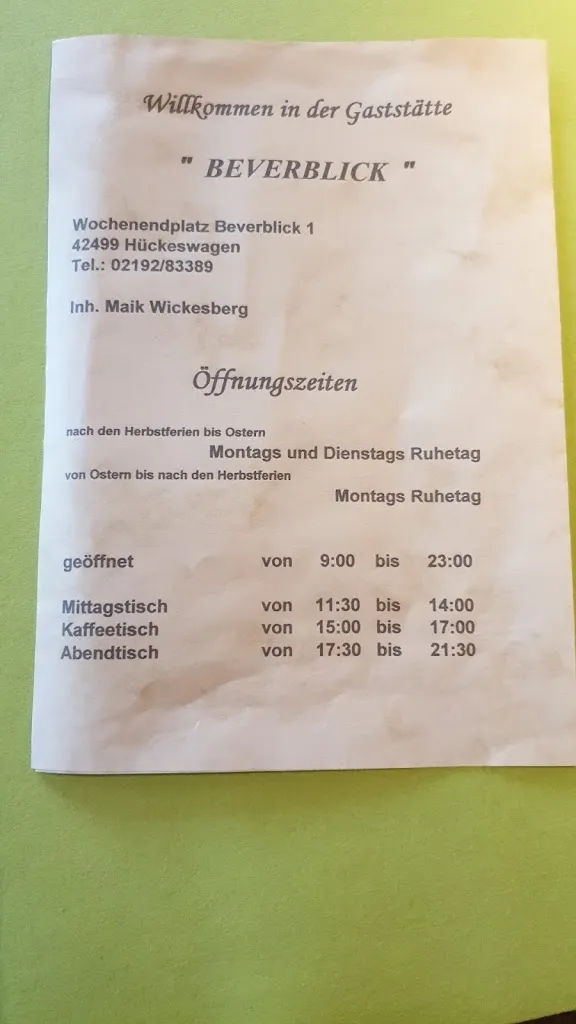 Willkommen in der Gaststätte
" BEVERBLICK "
Wochenendplatz Beverblick 1
42499 Hückeswagen
Tel.: 02192/83389
Inh. Maik Wickesberg
Öffnungszeiten
nach den Herbstferien bis Ostern
Montags und Dienstags Ruhetag
von Ostern bis nach den Herbstferien
Montags Ruhetag
geöffnet von 9:00 bis 23:00
Mittagstisch von 11:30 bis 14:00
Kaffeetisch von 15:00 bis 17:00
Abendtisch von 17:30 bis 21:30